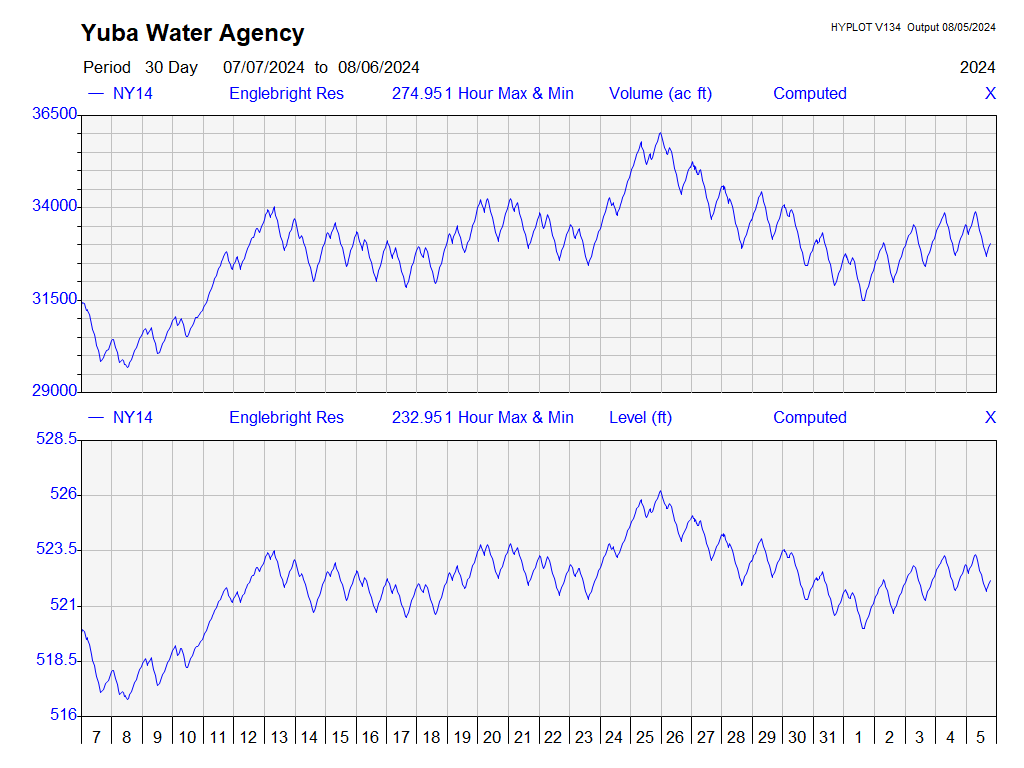 Yuba Water Agency
HYPLOT V134 Output 08/05/2024
Period 30 Day 07/07/2024 to 08/06/2024 2024
NY14 Englebright Res 274.951 Hour Max & Min Volume (ac ft) Computed X
36500
34000
31500
29000
NY14 Englebright Res 232.951 Hour Max & Min Level (ft) Computed X
528.5
526
523.5
521
518.5
516
7 8 9 10 11 12 13 14 15 16 17 18 19 20 21 22 23 24 25 26 27 28 29 30 31 1 2 3 4 5